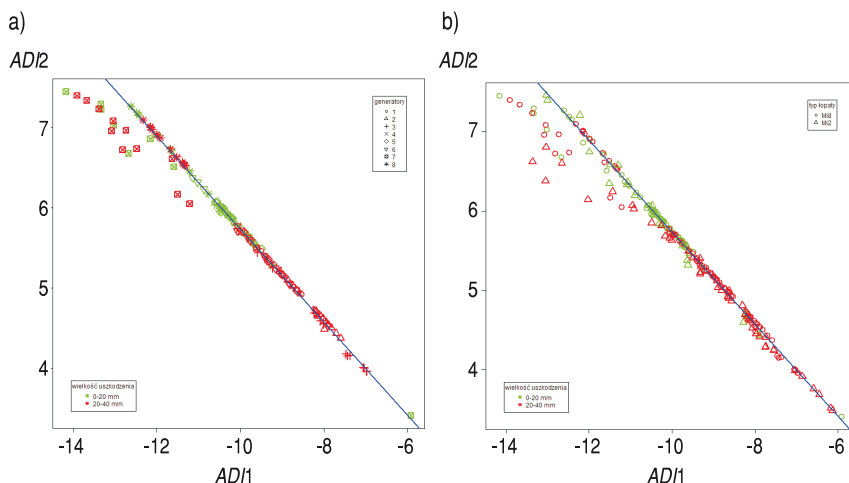 a)
ADI2
7
6
5
4
-14
-12
-10
-8
-6
ADI1
generatory
1
2
3
4
5
6
7
8
wielkość uszkodzenia
0-20 mm
20-40 mm
b)
ADI2
7
6
5
4
-14
-12
-10
-8
-6
ADI1
typ łopaty
Mi8
Mi2
wielkość uszkodzenia
0-20 mm
20-40 mm